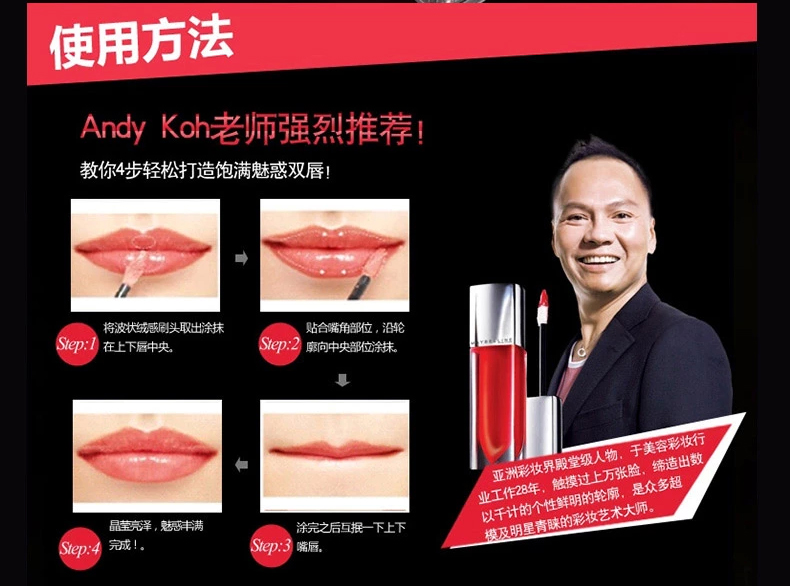 使用方法
Andy Koh老师强烈推荐！
教你4步轻松打造饱满魅惑双唇！
Step:1
将波状绒感刷头取出涂抹
在上下唇中央。
Step:2
贴合嘴角部位，沿轮
廓向中央部位涂抹。
Step:4
晶莹亮泽，魅惑丰满
完成！。
Step:3
涂完之后互抿一下上下
嘴唇。
MAYBELLINE
亚洲彩妆界殿堂级人物，于美容彩妆行
业工作28年，触摸过上万张脸，缔造出数
以千计的个性鲜明的轮廓，是众多超
模及明星青睐的彩妆艺术大师。